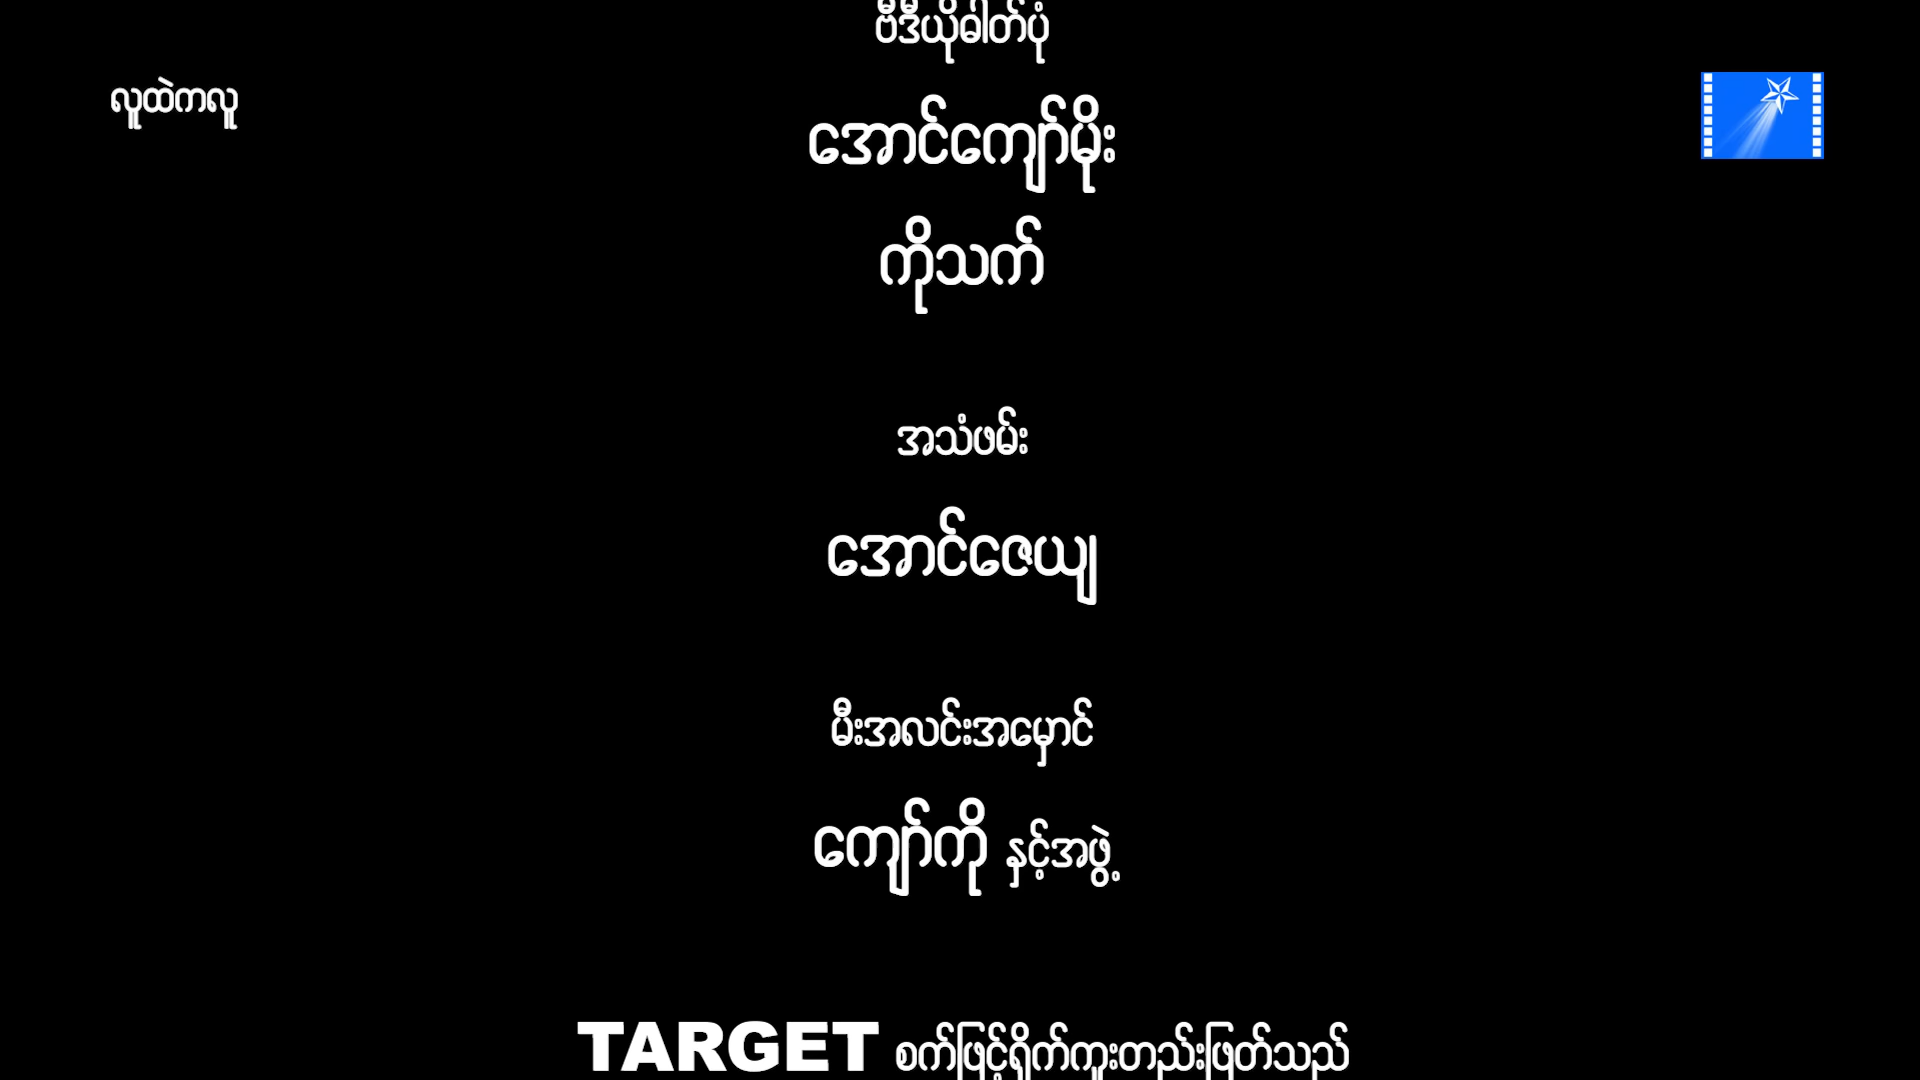 ဗီဒီယိုဓါတ်ပုံ
လူထဲကလူ
အောင်ကျော်မိုး
ကိုသက်
အသံဖမ်း
အောင်ဇေယျ
မီးအလင်းအမှောင်
ကျော်ကို နှင့်အဖွဲ့
TARGET စက်ဖြင့်ရိုက်ကူးတည်းဖြတ်သည်